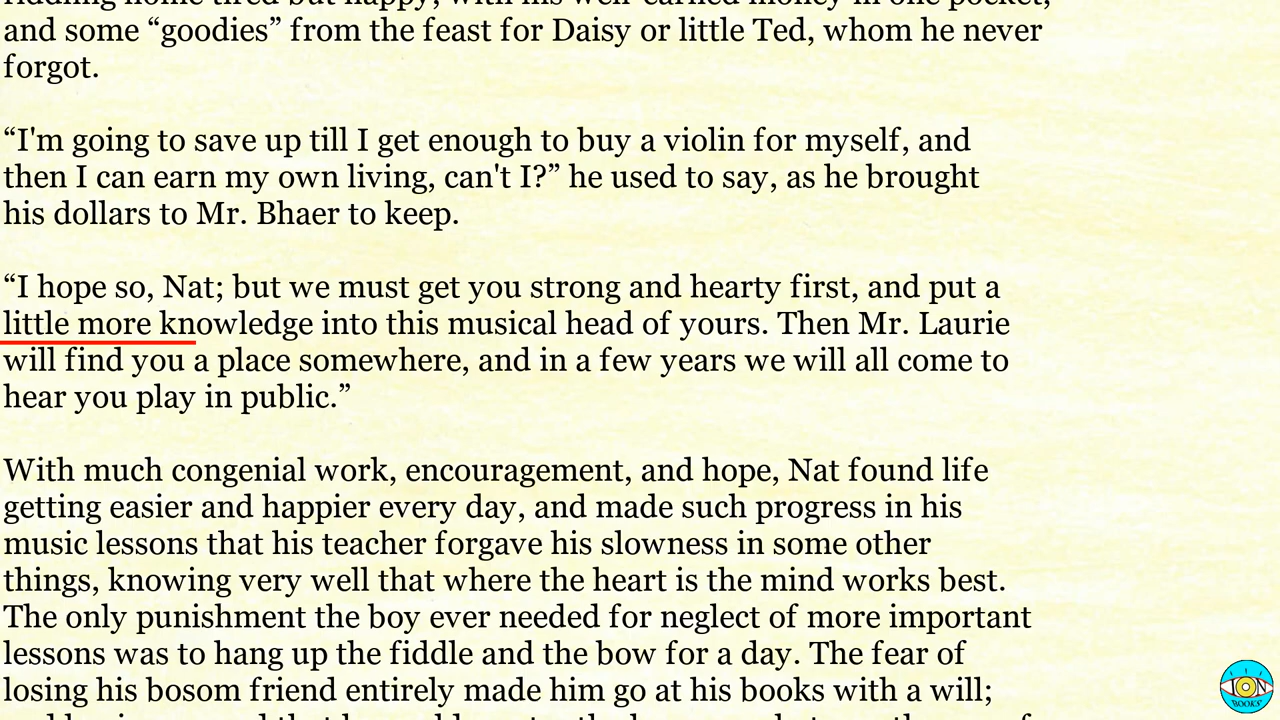 and some “goodies” from the feast for Daisy or little Ted, whom he never
forgot.
“I'm going to save up till I get enough to buy a violin for myself, and
then I can earn my own living, can't I?” he used to say, as he brought
his dollars to Mr. Bhaer to keep.
“I hope so, Nat; but we must get you strong and hearty first, and put a
little more knowledge into this musical head of yours. Then Mr. Laurie
will find you a place somewhere, and in a few years we will all come to
hear you play in public.”
With much congenial work, encouragement, and hope, Nat found life
getting easier and happier every day, and made such progress in his
music lessons that his teacher forgave his slowness in some other
things, knowing very well that where the heart is the mind works best.
The only punishment the boy ever needed for neglect of more important
lessons was to hang up the fiddle and the bow for a day. The fear of
losing his bosom friend entirely made him go at his books with a will;
ION
BOOKS